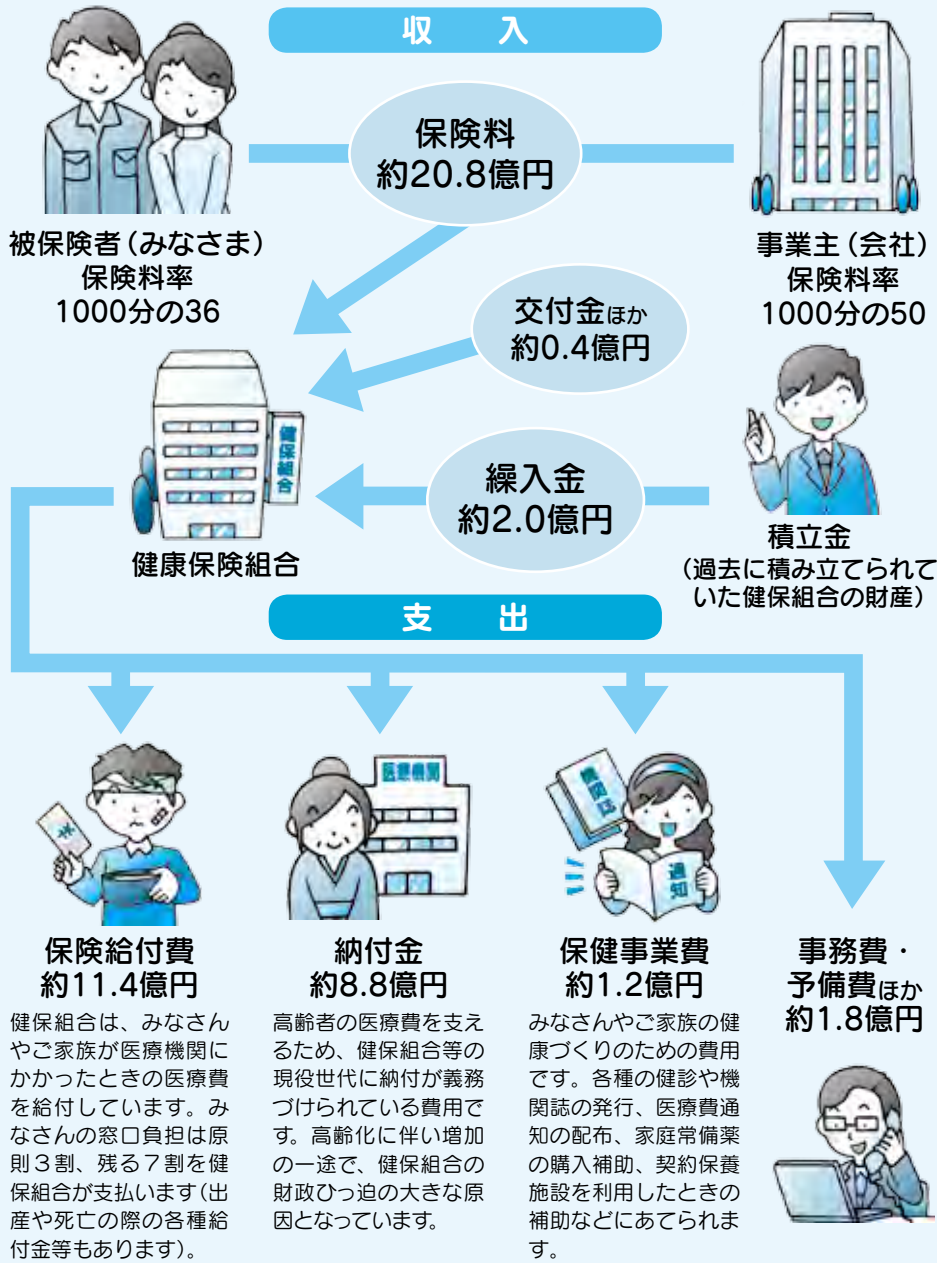 収　入
保険料
約20.8億円
被保険者（みなさま）
保険料率
1000分の36
事業主（会社）
保険料率
1000分の50
交付金ほか
約0.4億円
健保組合
健康保険組合
繰入金
約2.0億円
積立金
（過去に積み立てられて
いた健保組合の財産）
支　出
保険給付費
約11.4億円
健保組合は、みなさん
やご家族が医療機関に
かかったときの医療費
を給付しています。み
なさんの窓口負担は原
則３割、残る７割を健
保組合が支払います（出
産や死亡の際の各種給
付金等もあります）。
医療機関
納付金
約8.8億円
高齢者の医療費を支え
るため、健保組合等の
現役世代に納付が義務
づけられている費用で
す。高齢化に伴い増加
の一途で、健保組合の
財政ひっ迫の大きな原
因となっています。
機関誌
通知
保健事業費
約1.2億円
みなさんやご家族の健
康づくりのための費用
です。各種の健診や機
関誌の発行、医療費通
知の配布、家庭常備薬
の購入補助、契約保養
施設を利用したときの
補助などにあてられま
す。
事務費・
予備費ほか
約1.8億円